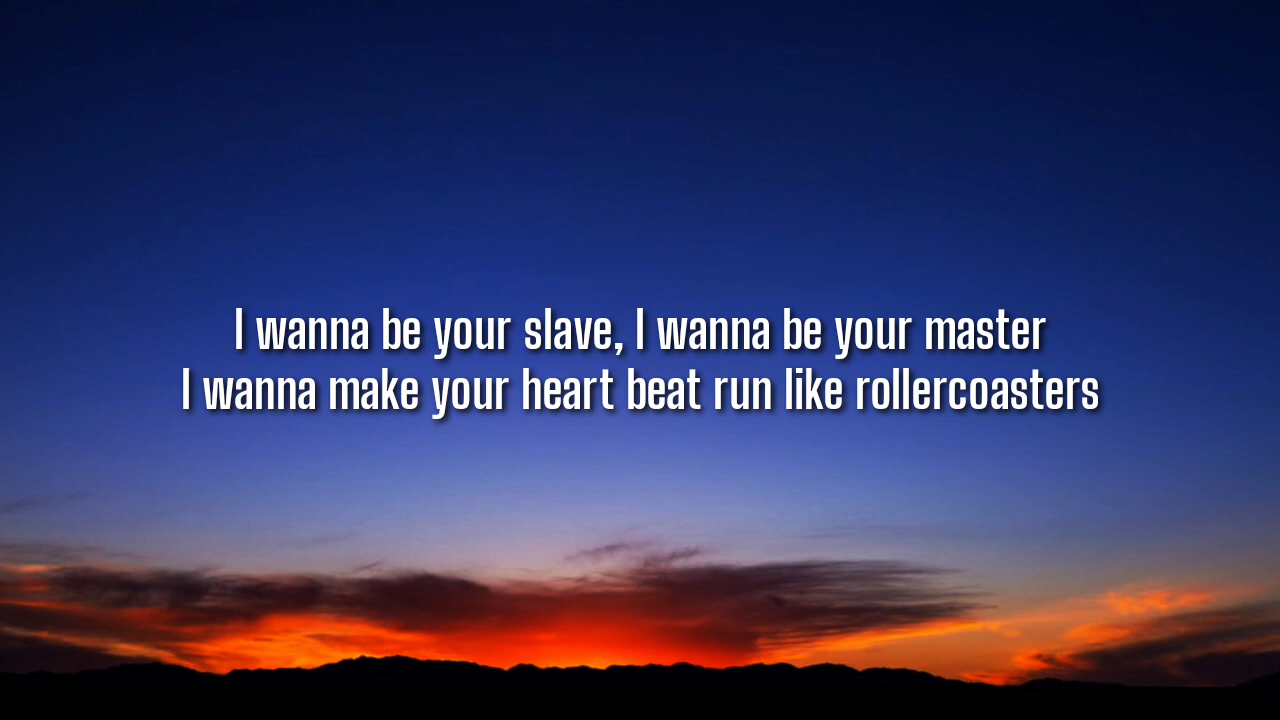 I wanna be your slave, I wanna be your master
I wanna make your heart beat run like rollercoasters